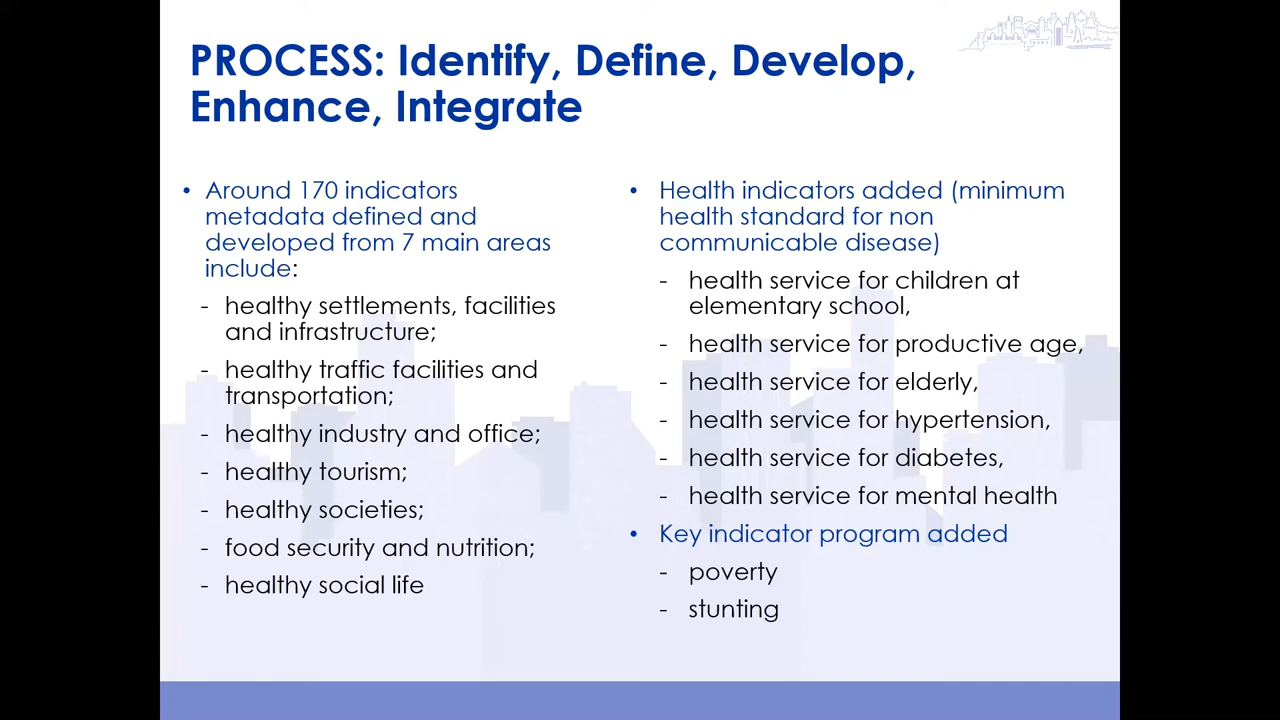 PROCESS: Identify, Define, Develop,
Enhance, Integrate
• Around 170 indicators
metadata defined and
developed from 7 main areas
include:
- healthy settlements, facilities
and infrastructure;
- healthy traffic facilities and
transportation;
- healthy industry and office;
- healthy tourism;
- healthy societies;
- food security and nutrition;
- healthy social life
• Health indicators added (minimum
health standard for non
communicable disease)
- health service for children at
elementary school,
- health service for productive age,
- health service for elderly,
- health service for hypertension,
- health service for diabetes,
- health service for mental health
• Key indicator program added
- poverty
- stunting